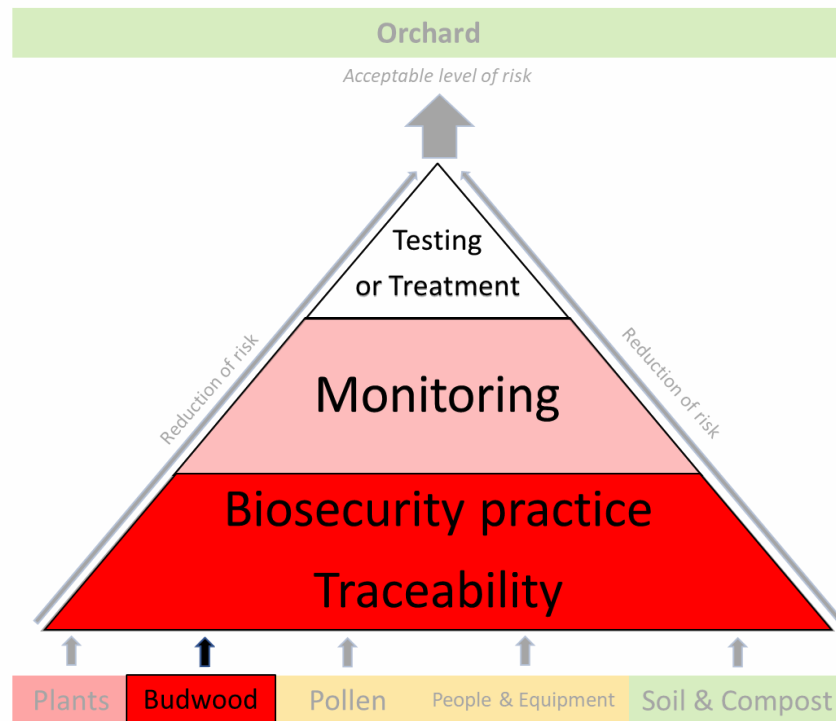 Orchard
Acceptable level of risk
Testing
or Treatment
Reduction of risk
Reduction of risk
Monitoring
Biosecurity practice
Traceability
Plants
Budwood
Pollen
People & Equipment
Soil & Compost